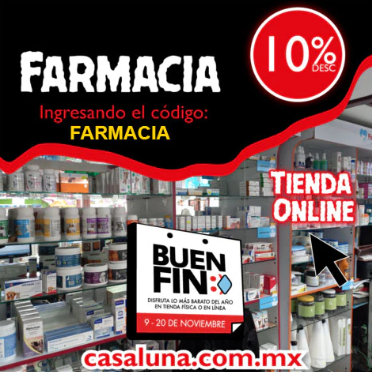 FARMACIA
10%
DESC
Ingresando el código:
FARMACIA
TIENDA
ONLINE
BUEN
FIN
DISFRUTA LO MÁS BARATO DEL AÑO
EN TIENDA FÍSICA O EN LÍNEA
9 - 20 DE NOVIEMBRE
casaluna.com.mx